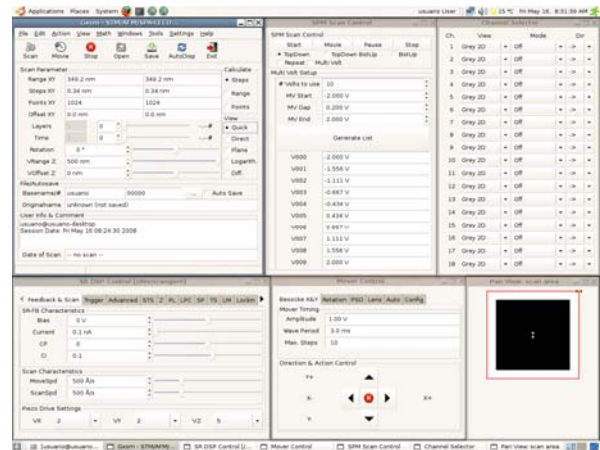 Applications Places System
usuario User
15 °C Fri May 16, 8:31:39 AM
Gxsm - STM/AFM/SPA-LEED...
File Edit Action View Math Windows Tools Settings Help
Scan Movie Stop Open Save AutoDisp Exit
Scan Parameter
Calculate
Range XY 349.2 nm 349.2 nm
Steps
Steps XY 0.34 nm 0.34 nm
Range
Points XY 1024 1024
Points
Offset XY 0.0 nm 0.0 nm
View
Layers 0
Quick
Time 0
Direct
Rotation 0 °
Plane
VRange Z 500 nm
Logarith.
VOffset Z 0 nm
Diff.
File/Autosave
Basename/# usuario 00000 Auto Save
Originalname unknown (not saved)
User Info & Comment
usuario@usuario-desktop
Session Date: Fri May 16 08:24:30 2008
Date of Scan -- no scan --
SPM Scan Control
SPM Scan Control
Start Movie Pause Stop
TopDown TopDown BiDir BotUp BotUp
Repeat Multi Volt
Multi Volt Setup
# Volts to use 10
MV Start -2.000 V
MV Gap 0.200 V
MV End 2.000 V
Generate List
V000 -2.000 V
V001 -1.556 V
V002 -1.111 V
V003 -0.667 V
V004 -0.434 V
V005 0.434 V
V006 0.667 V
V007 1.111 V
V008 1.556 V
V009 2.000 V
Channel Selector
Ch. View Mode Dir
1 Grey 2D Off ->
2 Grey 2D Off ->
3 Grey 2D Off ->
4 Grey 2D Off ->
5 Grey 2D Off ->
6 Grey 2D Off ->
7 Grey 2D Off ->
8 Grey 2D Off ->
9 Grey 2D Off ->
10 Grey 2D Off ->
11 Grey 2D Off ->
12 Grey 2D Off ->
13 Grey 2D Off ->
14 Grey 2D Off ->
15 Grey 2D Off ->
16 Grey 2D Off ->
17 Grey 2D Off ->
18 Grey 2D Off ->
SR DSP Control
Feedback & Scan Trigger Advanced STS Z PL LPC SP TS LM LockIn
SR-FB Characteristics
Bias 0 V
Current 0.1 nA
CP 0
CI 0.1
Scan Characteristics
MoveSpd 500 Å/s
ScanSpd 500 Å/s
Piezo Drive Settings
VX 2 VY 2 VZ 5
Mover Control
Besocke X&Y Rotation PSD Lens Auto Config
Mover Timing
Amplitude 1.00 V
Wave Period 3.0 ms
Max. Steps 10
Direction & Action Control
Y+
X- X+
Y-
Pan View: scan area
[usuario@usuario... Gxsm - STM/AFM/... SR DSP Control [/... Mover Control SPM Scan Control Channel Selector Pan View: scan area